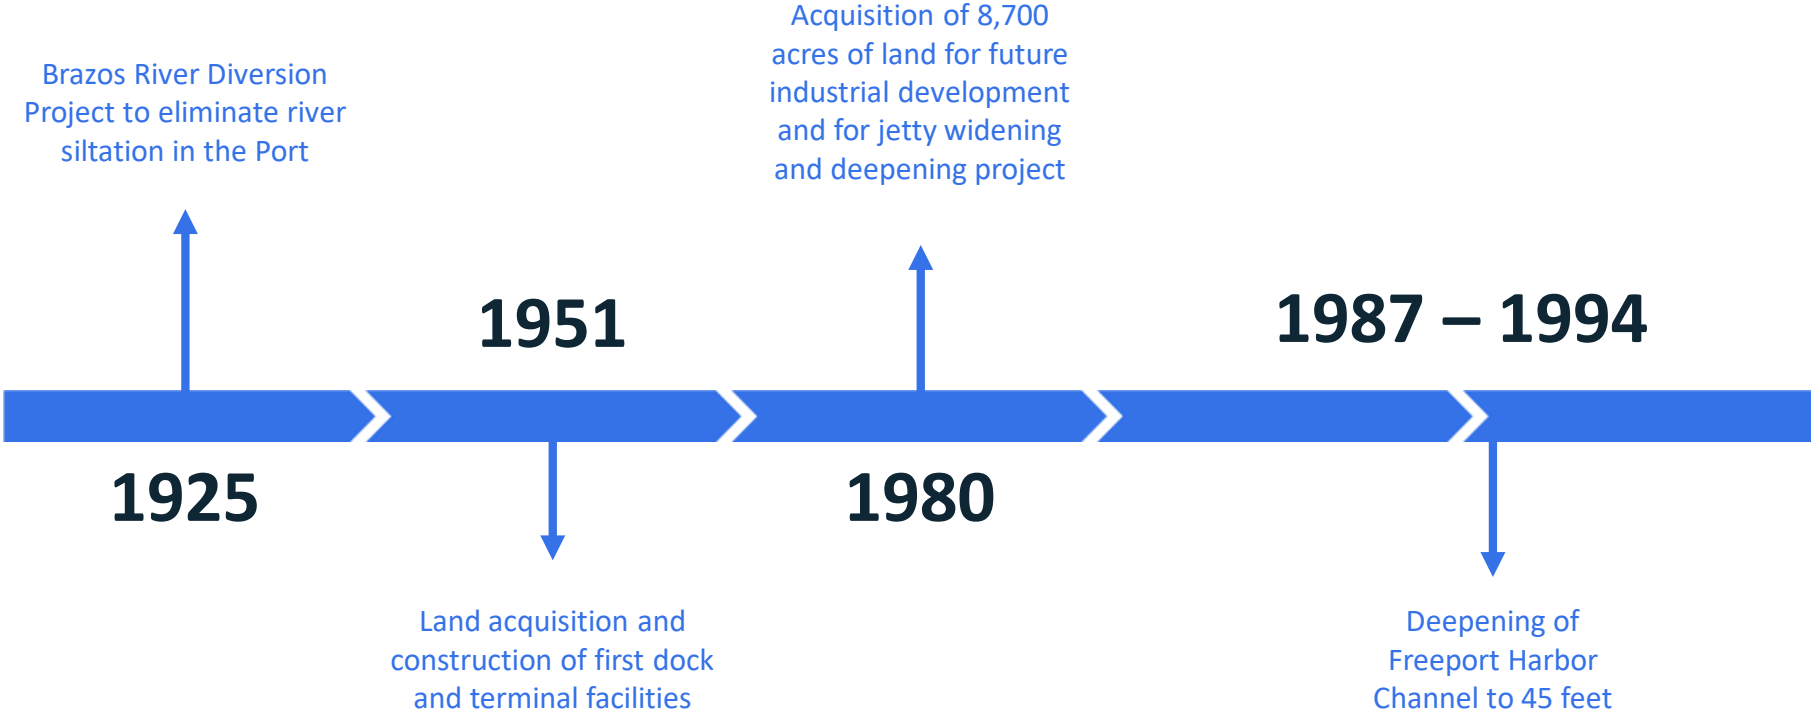 Brazos River Diversion
Project to eliminate river
siltation in the Port
1925
1951
Land acquisition and
construction of first dock
and terminal facilities
Acquisition of 8,700
acres of land for future
industrial development
and for jetty widening
and deepening project
1980
1987 – 1994
Deepening of
Freeport Harbor
Channel to 45 feet